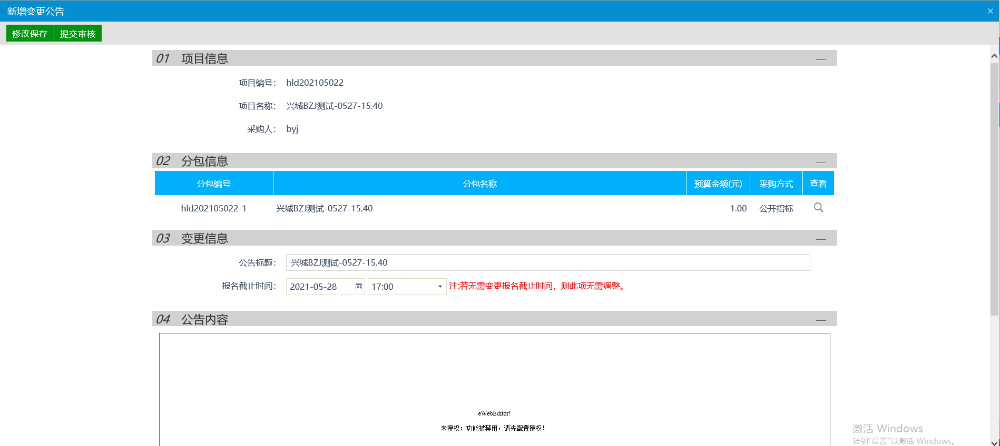 新增变更公告
修改保存 提交审核
01 项目信息
项目编号： hld202105022
项目名称： 兴城BZJ测试-0527-15.40
采购人： byj
02 分包信息
分包编号 分包名称 预算金额(元) 采购方式 查看
hld202105022-1 兴城BZJ测试-0527-15.40 1.00 公开招标
03 变更信息
公告标题： 兴城BZJ测试-0527-15.40
报名截止时间： 2021-05-28 17:00 注:若无需变更报名截止时间，则此项无需调整。
04 公告内容
eWebEditor!
未授权：功能被禁用，请先配置授权！
激活 Windows
转到“设置”以激活 Windows。